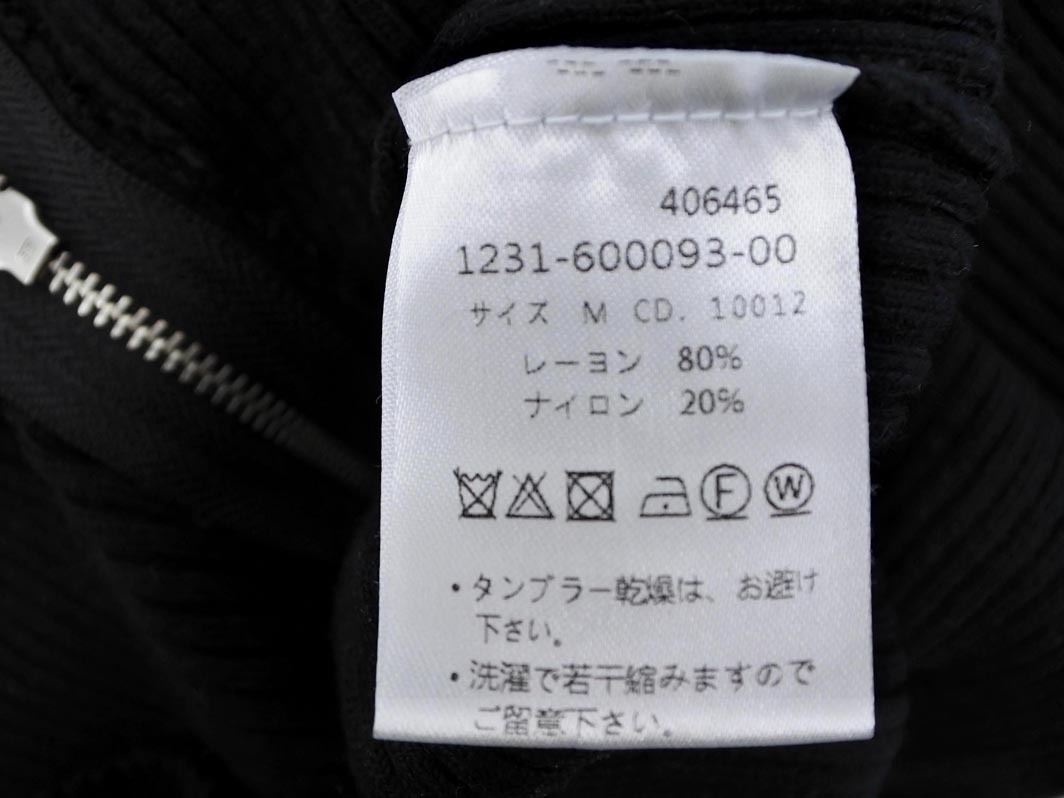 406465
1231-600093-00
サイズ M CD. 10012
レーヨン 80%
ナイロン 20%
F W
・タンブラー乾燥は、お避け
下さい。
・洗濯で若干縮みますので
ご留意下さい。